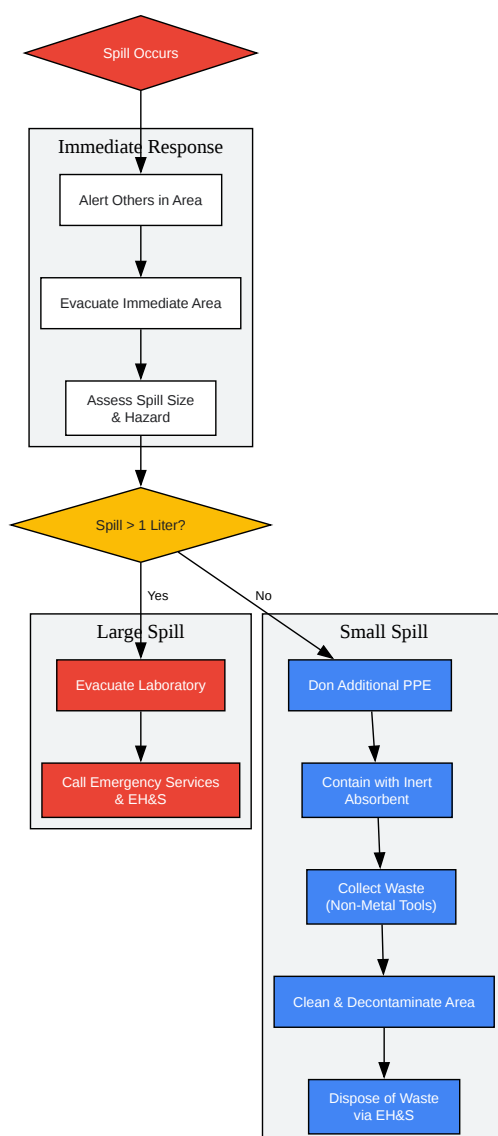 Spill Occurs
Immediate Response
Alert Others in Area
Evacuate Immediate Area
Assess Spill Size
& Hazard
Spill > 1 Liter?
Yes
No
Large Spill
Evacuate Laboratory
Call Emergency Services
& EH&S
Small Spill
Don Additional PPE
Contain with Inert
Absorbent
Collect Waste
(Non-Metal Tools)
Clean & Decontaminate Area
Dispose of Waste
via EH&S